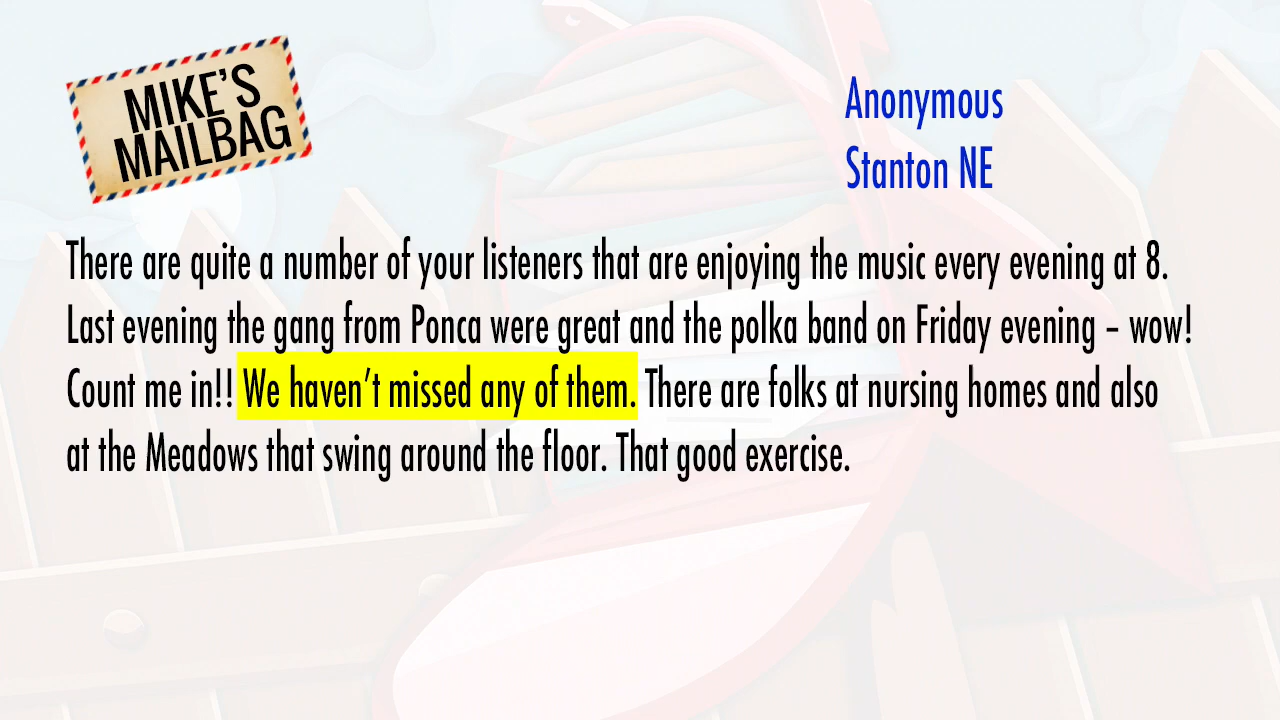 MIKE'S
MAILBAG
Anonymous
Stanton NE
There are quite a number of your listeners that are enjoying the music every evening at 8.
Last evening the gang from Ponca were great and the polka band on Friday evening – wow!
Count me in!! We haven't missed any of them. There are folks at nursing homes and also
at the Meadows that swing around the floor. That good exercise.